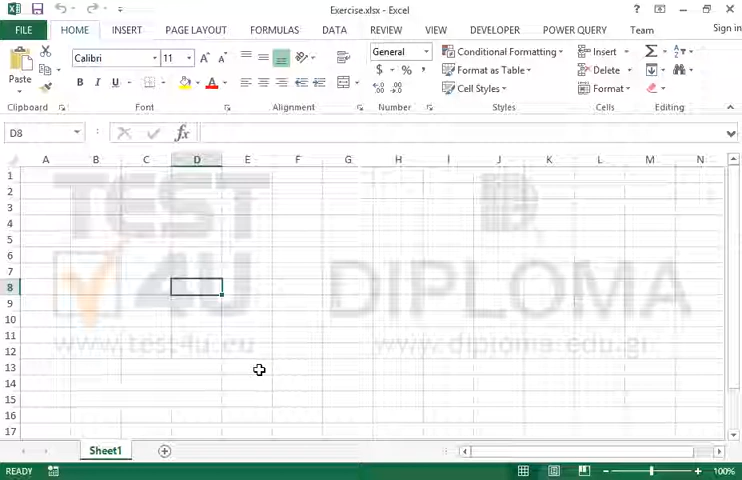 Exercise.xlsx - Excel
FILE HOME INSERT PAGE LAYOUT FORMULAS DATA REVIEW VIEW DEVELOPER POWER QUERY Team Sign in
Calibri 11 General Conditional Formatting Insert
Paste B I U A $ % Format as Table Delete
Cell Styles Format
Clipboard Font Alignment Number Styles Cells Editing
D8 fx
A B C D E F G H I J K L M N
1
2
3
4
5
6
7
8
9
10
11
12
13
14
15
16
17
TEST
4U DIPLOMA
www.test4u.eu www.diploma.edu.gr
Sheet1
READY 100%